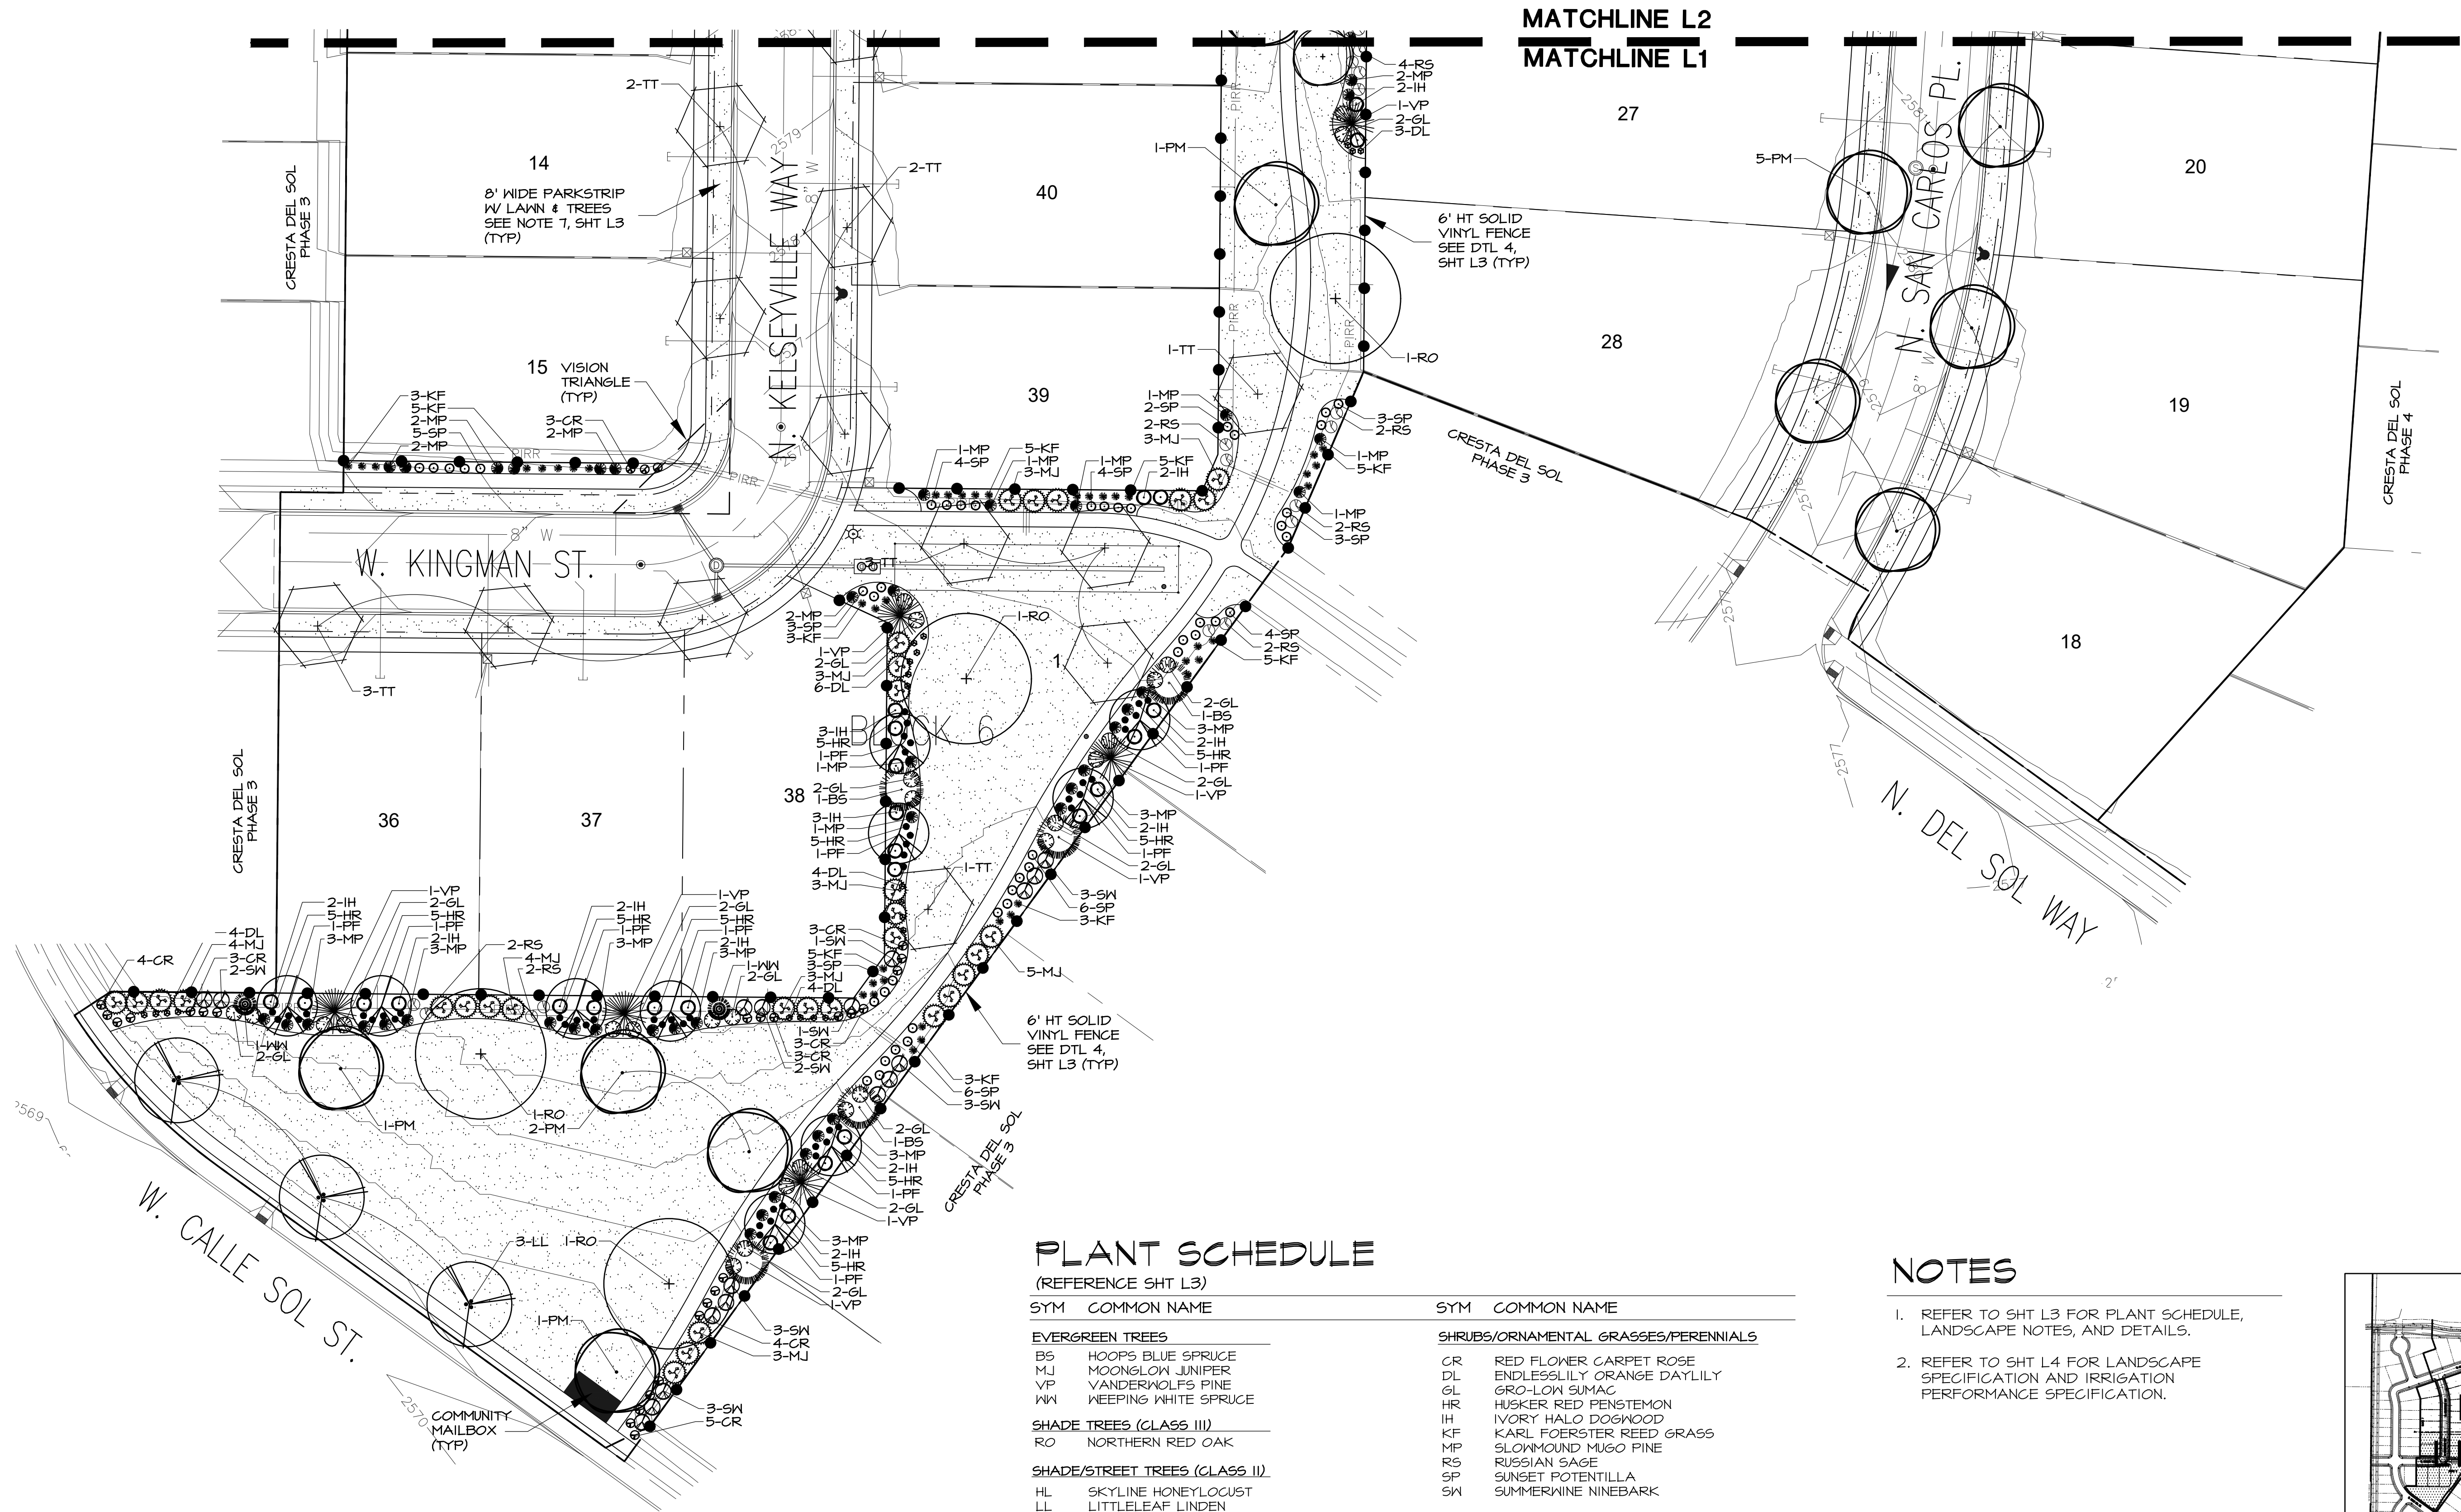 MATCHLINE L2
MATCHLINE L1
2-TT
14
8' WIDE PARKSTRIP
W/ LAWN & TREES
SEE NOTE 7, SHT L3
(TYP)
CRESTA DEL SOL
PHASE 3
N. KELSEYVILLE WAY
2579
8" W
2-TT
40
PIRR
1-PM
4-RS
2-MP
2-IH
1-VP
2-GL
3-DL
27
6' HT SOLID
VINYL FENCE
SEE DTL 4,
SHT L3 (TYP)
5-PM
N. SAN CARLOS PL.
2581
20
15
VISION
TRIANGLE
(TYP)
3-KF
5-KF
2-MP
5-SP
2-MP
3-CR
2-MP
PIRR
PIRR
39
PIRR
PIRR
1-TT
1-RO
28
8" W
2579
19
CRESTA DEL SOL
PHASE 4
1-MP
2-SP
2-RS
3-MJ
1-MP
4-SP
5-KF
1-MP
3-MJ
1-MP
4-SP
5-KF
2-IH
3-SP
2-RS
1-MP
5-KF
1-MP
2-RS
3-SP
CRESTA DEL SOL
PHASE 3
2578
8" W
W. KINGMAN ST.
3-TT
2577
18
3-TT
2-MP
3-SP
3-KF
1-VP
2-GL
3-MJ
6-DL
1-RO
1
4-SP
2-RS
5-KF
BLOCK 6
3-IH
5-HR
1-PF
1-MP
2-GL
1-BS
3-IH
1-MP
5-HR
1-PF
4-DL
3-MJ
2-GL
1-BS
3-MP
2-IH
5-HR
1-PF
2-GL
1-VP
3-MP
2-IH
5-HR
1-PF
2-GL
1-VP
2577
N. DEL SOL WAY
CRESTA DEL SOL
PHASE 3
36
37
38
1-TT
3-SW
6-SP
3-KF
4-CR
4-DL
4-MJ
3-CR
2-SW
2-IH
5-HR
1-PF
3-MP
1-VP
2-GL
5-HR
1-PF
2-IH
3-MP
2-RS
4-MJ
2-RS
2-IH
5-HR
1-PF
3-MP
1-VP
2-GL
5-HR
1-PF
2-IH
3-MP
1-WW
2-GL
3-CR
1-SW
5-KF
3-SP
3-MJ
4-DL
5-MJ
1-WW
2-GL
1-SW
3-CR
3-CR
2-SW
6' HT SOLID
VINYL FENCE
SEE DTL 4,
SHT L3 (TYP)
2569
1-PM
1-RO
2-PM
3-KF
6-SP
3-SW
2-GL
1-BS
3-MP
2-IH
5-HR
1-PF
2-GL
1-VP
CRESTA DEL SOL
PHASE 3
W. CALLE SOL ST.
3-LL
1-RO
3-MP
2-IH
5-HR
1-PF
2-GL
1-VP
1-PM
3-SW
4-CR
3-MJ
2570
COMMUNITY
MAILBOX
(TYP)
3-SW
5-CR
PLANT SCHEDULE
(REFERENCE SHT L3)
SYM COMMON NAME
EVERGREEN TREES
BS HOOPS BLUE SPRUCE
MJ MOONGLOW JUNIPER
VP VANDERWOLFS PINE
WW WEEPING WHITE SPRUCE
SHADE TREES (CLASS III)
RO NORTHERN RED OAK
SHADE/STREET TREES (CLASS II)
HL SKYLINE HONEYLOCUST
LL LITTLELEAF LINDEN
SYM COMMON NAME
SHRUBS/ORNAMENTAL GRASSES/PERENNIALS
CR RED FLOWER CARPET ROSE
DL ENDLESSLILY ORANGE DAYLILY
GL GRO-LOW SUMAC
HR HUSKER RED PENSTEMON
IH IVORY HALO DOGWOOD
KF KARL FOERSTER REED GRASS
MP SLOWMOUND MUGO PINE
RS RUSSIAN SAGE
SP SUNSET POTENTILLA
SW SUMMERWINE NINEBARK
NOTES
1. REFER TO SHT L3 FOR PLANT SCHEDULE,
LANDSCAPE NOTES, AND DETAILS.
2. REFER TO SHT L4 FOR LANDSCAPE
SPECIFICATION AND IRRIGATION
PERFORMANCE SPECIFICATION.